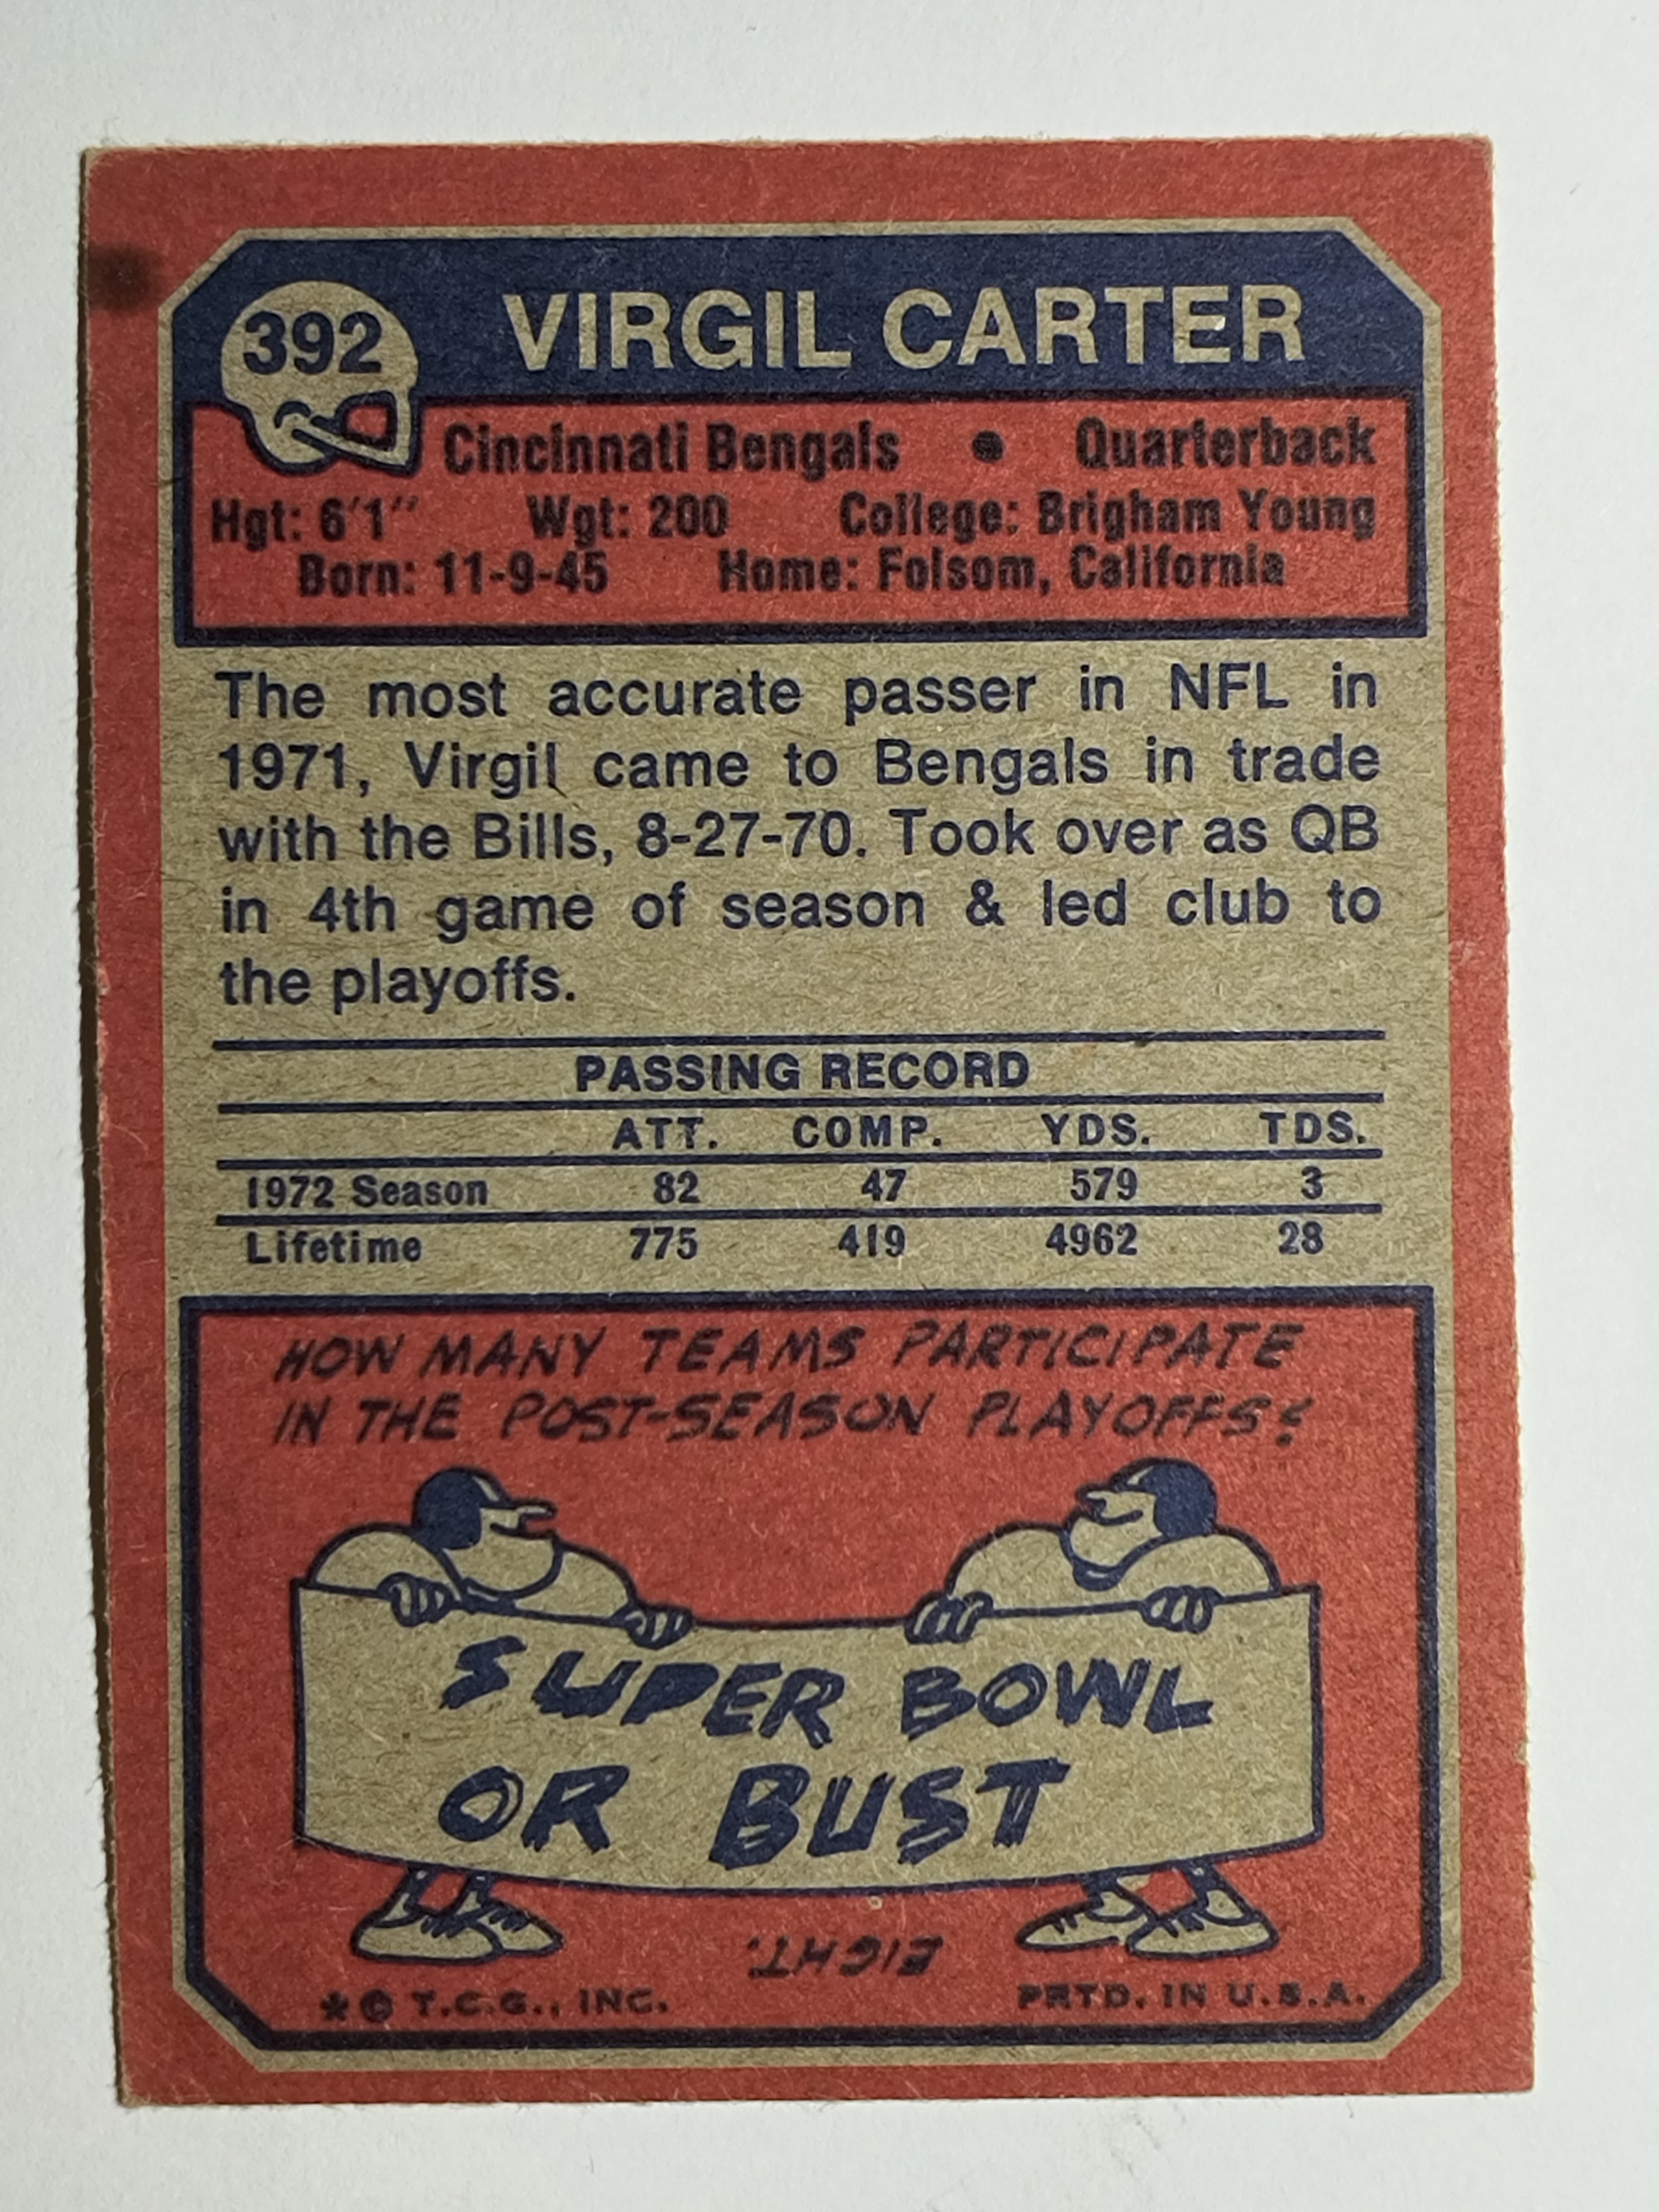 392
VIRGIL CARTER
Cincinnati Bengals • Quarterback
Hgt: 6'1" Wgt: 200 College: Brigham Young
Born: 11-9-45 Home: Folsom, California
The most accurate passer in NFL in
1971, Virgil came to Bengals in trade
with the Bills, 8-27-70. Took over as QB
in 4th game of season & led club to
the playoffs.
PASSING RECORD
ATT. COMP. YDS. TDS.
1972 Season 82 47 579 3
Lifetime 775 419 4962 28
HOW MANY TEAMS PARTICIPATE
IN THE POST-SEASON PLAYOFFS?
SUPER BOWL
OR BUST
EIGHT.
*© T.C.G., INC. PRTD. IN U.S.A.